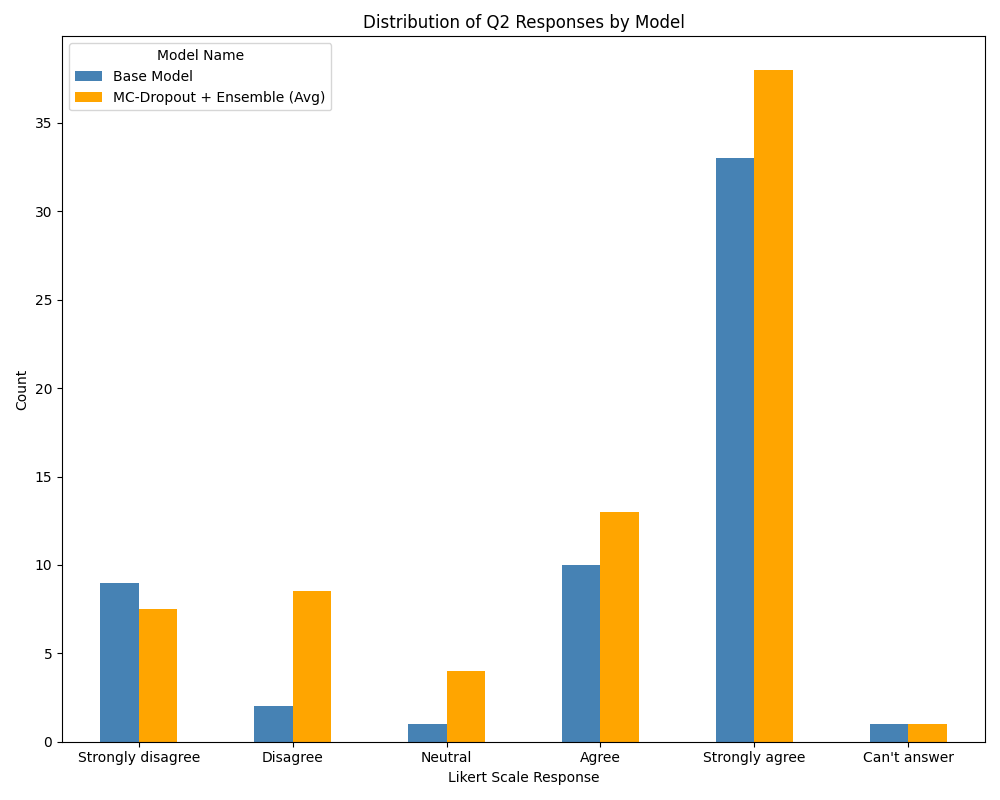 Distribution of Q2 Responses by Model
Model Name
Base Model
MC-Dropout + Ensemble (Avg)
Count
35
30
25
20
15
10
5
0
Strongly disagree
Disagree
Neutral
Agree
Strongly agree
Can't answer
Likert Scale Response